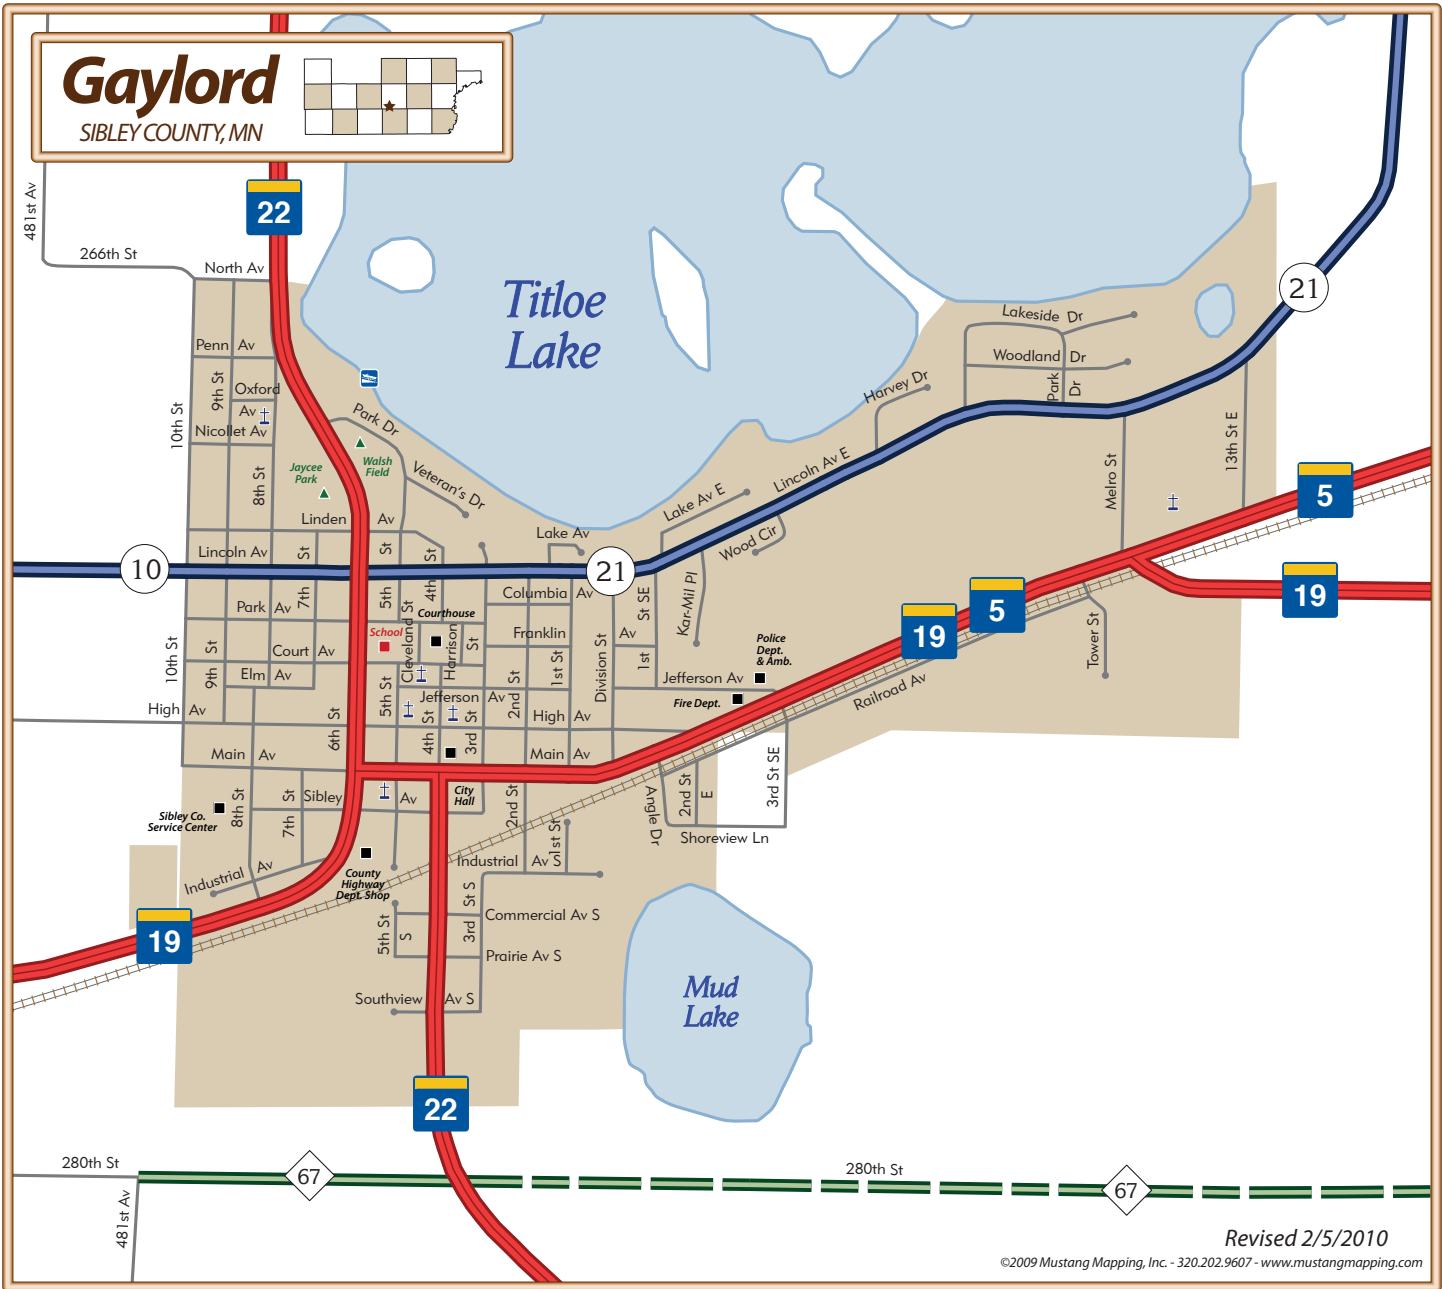 Gaylord
SIBLEY COUNTY, MN
481st Av
22
266th St
North Av
Titloe
Lake
21
Lakeside Dr
Woodland Dr
Park
Dr
Harvey Dr
Penn Av
9th St
Oxford
Av
Nicollet Av
10th St
8th St
Park Dr
Walsh
Field
Jaycee
Park
Veteran's Dr
Linden Av
Lake Av
Lake Av E
Lincoln Av E
Wood Cir
Melro St
13th St E
5
Lincoln Av
10
21
7th St
5th St
4th St
Columbia Av
St SE
1st
Kar-Mil Pl
19
5
19
Tower St
Park Av
Cleveland St
Courthouse
School
Harrison
St
Franklin Av
Division St
Court Av
10th St
9th St
Elm Av
5th St
Jefferson Av
2nd St
1st St
Police
Dept.
& Amb.
Jefferson Av
Fire Dept.
Railroad Av
High Av
6th St
4th St
3rd St
High Av
Main Av
Main Av
City
Hall
3rd St SE
2nd St
E
Angle Dr
Shoreview Ln
Sibley Av
8th St
7th St
Sibley Co.
Service Center
2nd St
1st St
Industrial Av
County
Highway
Dept. Shop
Industrial Av S
19
3rd St S
5th St
S
Commercial Av S
Prairie Av S
Southview Av S
Mud
Lake
22
280th St
67
280th St
67
481st Av
Revised 2/5/2010
©2009 Mustang Mapping, Inc. - 320.202.9607 - www.mustangmapping.com